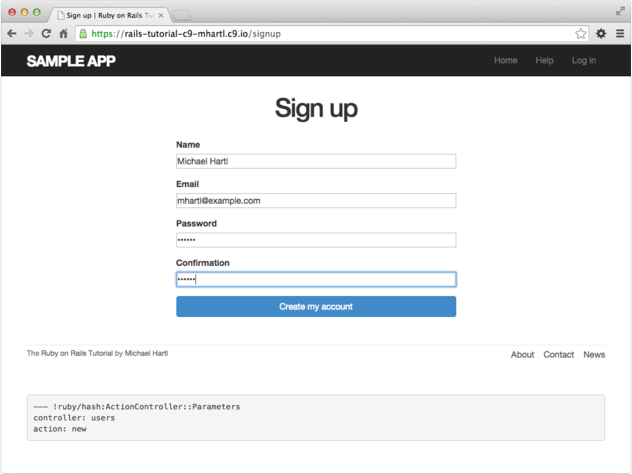 Sign up | Ruby on Rails Tu
https://rails-tutorial-c9-mhartl.c9.io/signup
SAMPLE APP
Home Help Log in
Sign up
Name
Michael Hartl
Email
mhartl@example.com
Password
••••••
Confirmation
••••••
Create my account
The Ruby on Rails Tutorial by Michael Hartl
About Contact News
--- !ruby/hash:ActionController::Parameters
controller: users
action: new